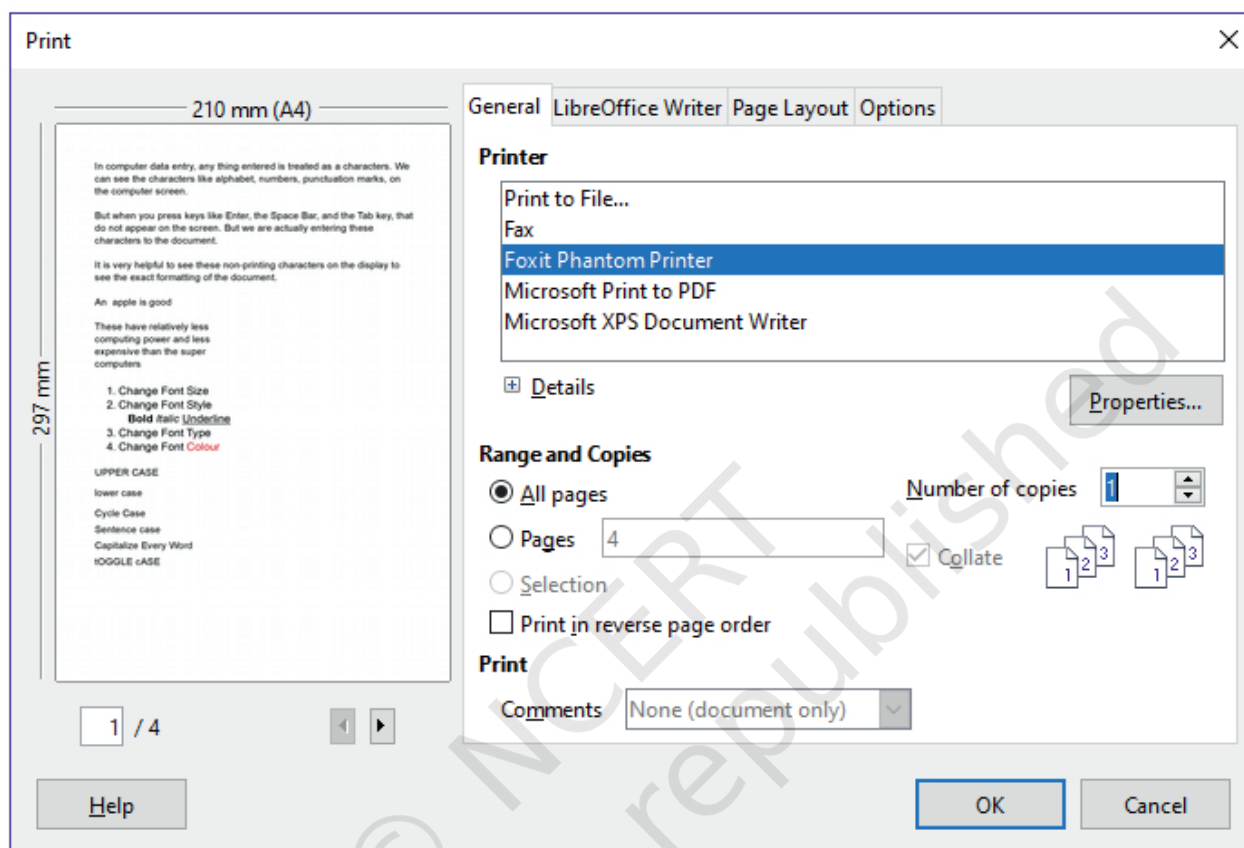 Print
210 mm (A4)
297 mm
In computer data entry, any thing entered is treated as a characters. We
can see the characters like alphabet, numbers, punctuation marks, on
the computer screen.
But when you press keys like Enter, the Space Bar, and the Tab key, that
do not appear on the screen. But we are actually entering these
characters to the document.
It is very helpful to see these non-printing characters on the display to
see the exact formatting of the document.
An apple is good
These have relatively less
computing power and less
expensive than the super
computers
1. Change Font Size
2. Change Font Style
Bold Italic Underline
3. Change Font Type
4. Change Font Colour
UPPER CASE
lower case
Cycle Case
Sentence case
Capitalize Every Word
tOGGLE cASE
1 / 4
General LibreOffice Writer Page Layout Options
Printer
Print to File...
Fax
Foxit Phantom Printer
Microsoft Print to PDF
Microsoft XPS Document Writer
Details
Properties...
Range and Copies
All pages
Number of copies 1
Pages 4
Collate
1 2 3 1 2 3
Selection
Print in reverse page order
Print
Comments None (document only)
Help
OK Cancel
© NCERT
republished